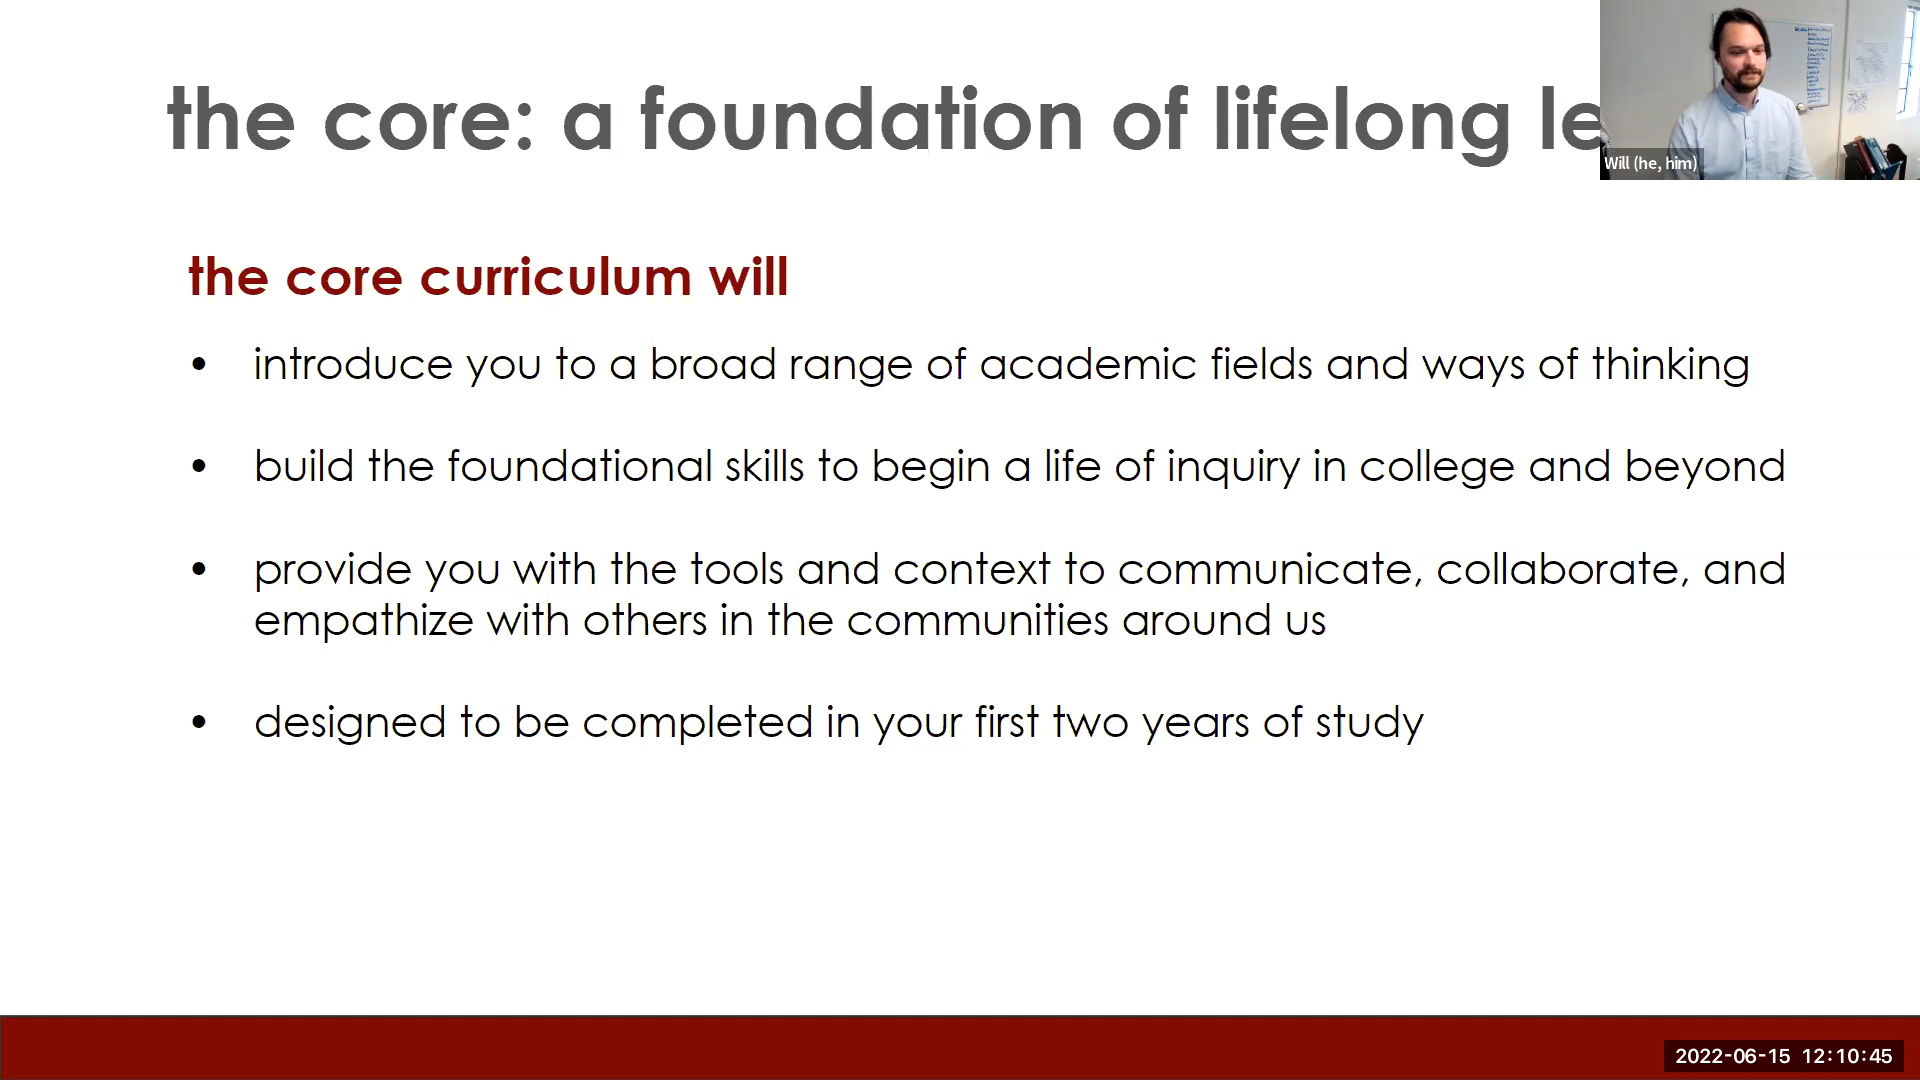 the core: a foundation of lifelong le
Will (he, him)
the core curriculum will
• introduce you to a broad range of academic fields and ways of thinking
• build the foundational skills to begin a life of inquiry in college and beyond
• provide you with the tools and context to communicate, collaborate, and
empathize with others in the communities around us
• designed to be completed in your first two years of study
2022-06-15 12:10:45